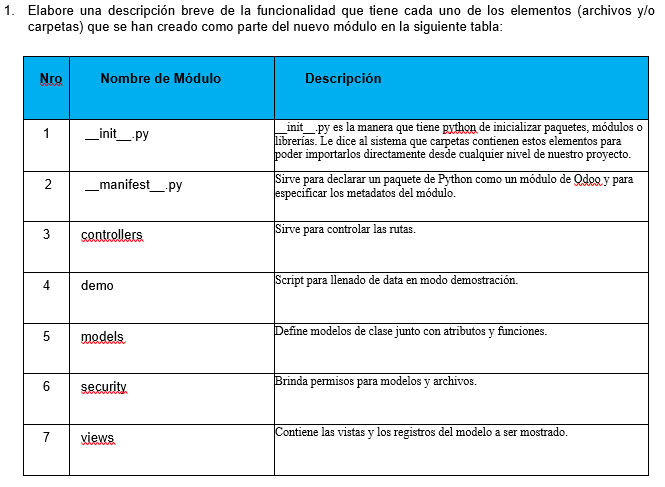 1. Elabore una descripción breve de la funcionalidad que tiene cada uno de los elementos (archivos y/o
carpetas) que se han creado como parte del nuevo módulo en la siguiente tabla:
Nro Nombre de Módulo Descripción
1 __init__.py __init__.py es la manera que tiene python de inicializar paquetes, módulos o
librerías. Le dice al sistema que carpetas contienen estos elementos para
poder importarlos directamente desde cualquier nivel de nuestro proyecto.
2 __manifest__.py Sirve para declarar un paquete de Python como un módulo de Odoo y para
especificar los metadatos del módulo.
3 controllers Sirve para controlar las rutas.
4 demo Script para llenado de data en modo demostración.
5 models Define modelos de clase junto con atributos y funciones.
6 security Brinda permisos para modelos y archivos.
7 views Contiene las vistas y los registros del modelo a ser mostrado.